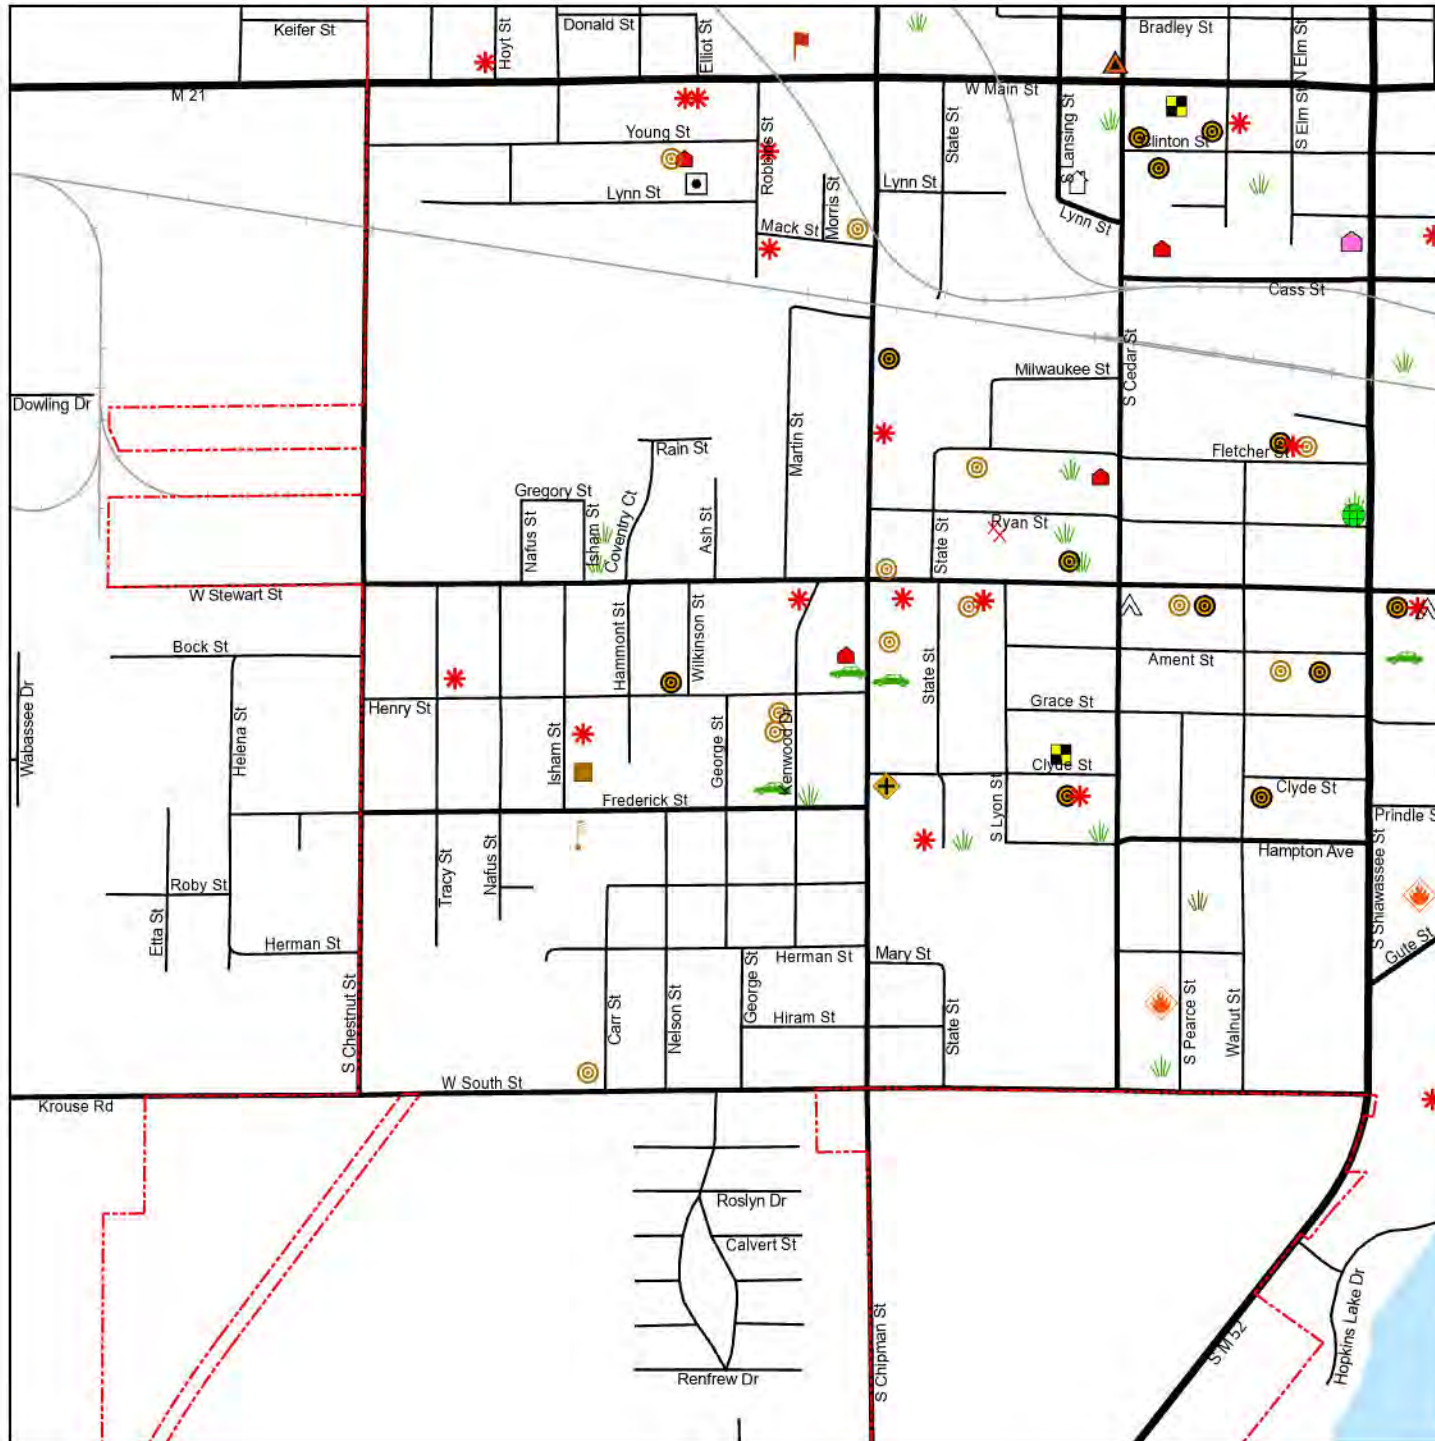 Keifer St
Hoyt St
Donald St
Elliot St
Bradley St
N Elm St
M 21
W Main St
Young St
Robbins St
State St
S Lansing St
Clinton St
S Elm St
Lynn St
Morris St
Lynn St
Mack St
Lynn St
Cass St
Dowling Dr
Milwaukee St
S Cedar St
Martin St
Rain St
Fletcher St
Gregory St
Nafus St
Isham St
Coventry Ct
Ash St
State St
Ryan St
W Stewart St
Bock St
Hammont St
Wilkinson St
State St
Ament St
Wabassee Dr
Helena St
Henry St
Isham St
George St
Kenwood Dr
Grace St
Clyde St
Clyde St
Frederick St
S Lyon St
Prindle S
Hampton Ave
Tracy St
Nafus St
Roby St
Etta St
Herman St
S Shiawassee St
Gute St
Herman St
Mary St
S Chestnut St
Carr St
Nelson St
George St
Hiram St
State St
S Pearce St
Walnut St
W South St
Krouse Rd
Roslyn Dr
Calvert St
Renfrew Dr
S Chipman St
S M 52
Hopkins Lake Dr